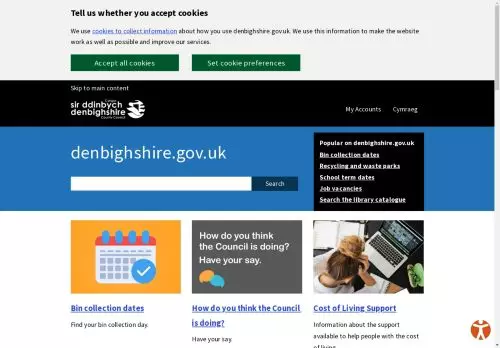 Tell us whether you accept cookies
We use cookies to collect information about how you use denbighshire.gov.uk. We use this information to make the website
work as well as possible and improve our services.
Accept all cookies
Set cookie preferences
Skip to main content
Cyngor
sir ddinbych
denbighshire
County Council
My Accounts
Cymraeg
denbighshire.gov.uk
Search
Popular on denbighshire.gov.uk
Bin collection dates
Recycling and waste parks
School term dates
Job vacancies
Search the library catalogue
How do you think
the Council is doing?
Have your say.
Bin collection dates
Find your bin collection day.
How do you think the Council
is doing?
Have your say.
Cost of Living Support
Information about the support
available to help people with the
cost of living